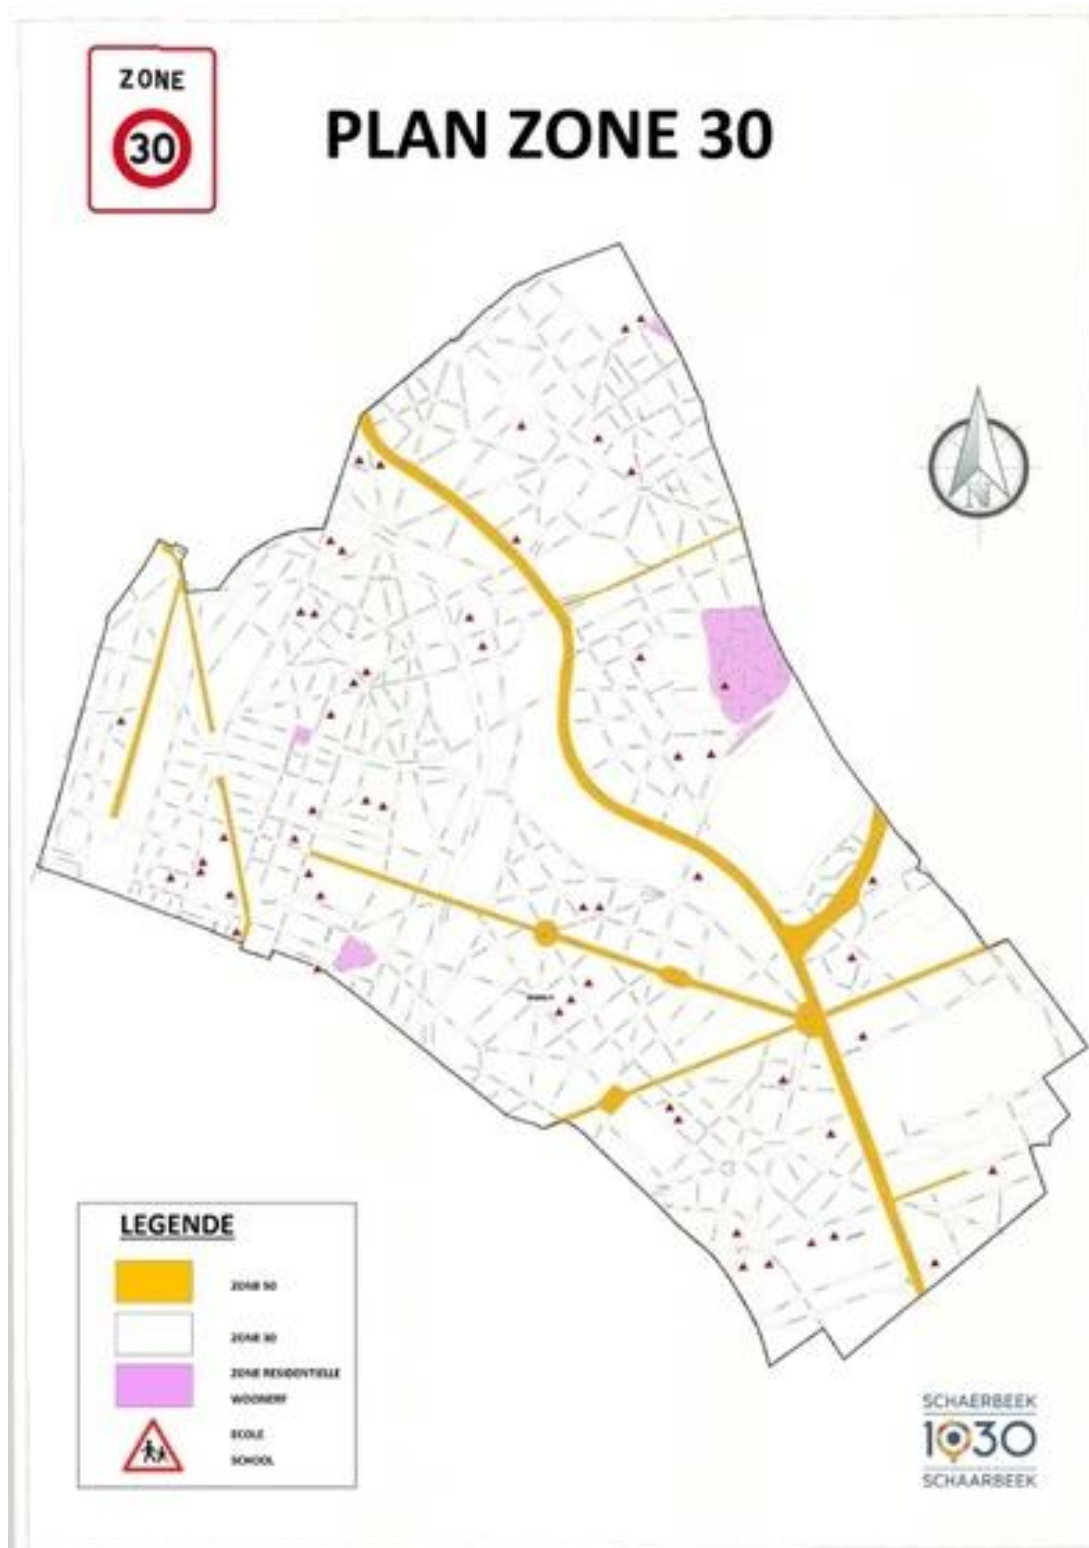 ZONE
30
PLAN ZONE 30
N
LEGENDE
ZONE 50
ZONE 30
ZONE RESIDENTIELLE
WOONERF
ECOLE
SCHOOL
SCHAERBEEK
1030
SCHAARBEEK